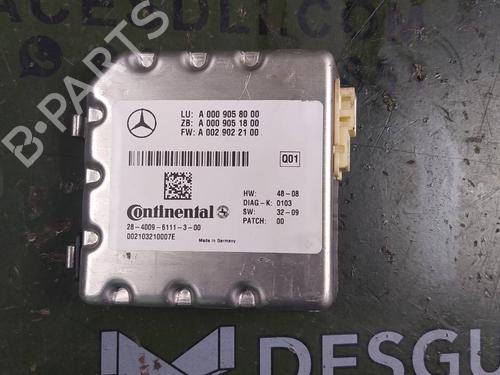 B-PARTS
LU: A 000 905 80 00
ZB: A 000 905 18 00
FW: A 002 902 21 00
Q01
HW: 48-08
DIAG-K: 0103
SW: 32-09
PATCH: 00
Continental
28-4009-6111-3-00
002103210007E
Made in Germany
DESGU